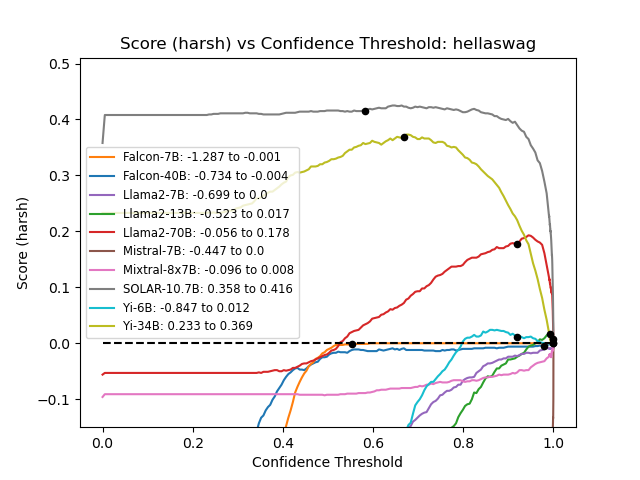 Score (harsh) vs Confidence Threshold: hellaswag
Score (harsh)
0.5
0.4
0.3
0.2
0.1
0.0
−0.1
Falcon-7B: -1.287 to -0.001
Falcon-40B: -0.734 to -0.004
Llama2-7B: -0.699 to 0.0
Llama2-13B: -0.523 to 0.017
Llama2-70B: -0.056 to 0.178
Mistral-7B: -0.447 to 0.0
Mixtral-8x7B: -0.096 to 0.008
SOLAR-10.7B: 0.358 to 0.416
Yi-6B: -0.847 to 0.012
Yi-34B: 0.233 to 0.369
0.0 0.2 0.4 0.6 0.8 1.0
Confidence Threshold